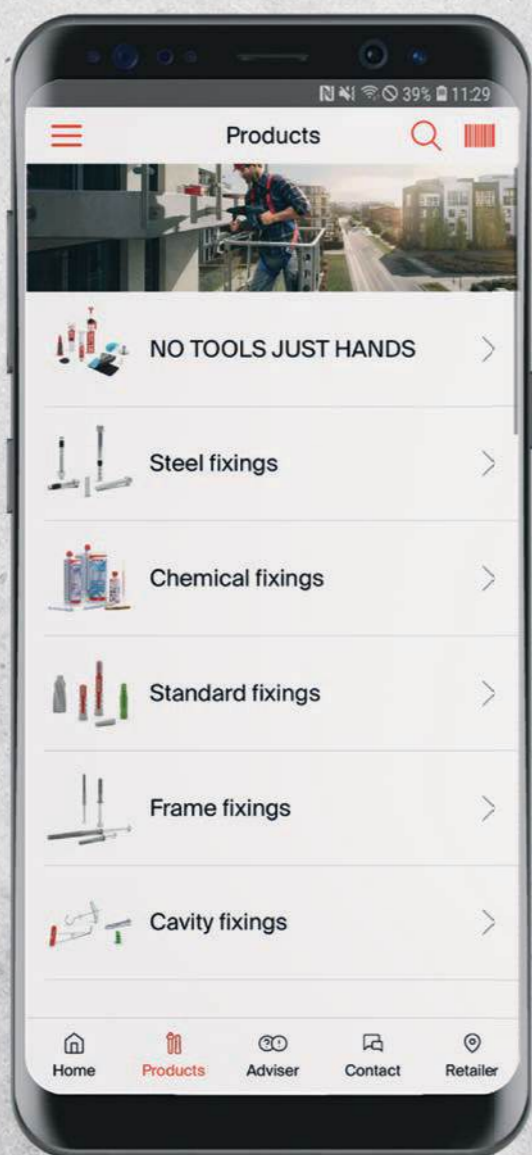 39% 11:29
Products
NO TOOLS JUST HANDS
Steel fixings
Chemical fixings
Standard fixings
Frame fixings
Cavity fixings
Home Products Adviser Contact Retailer